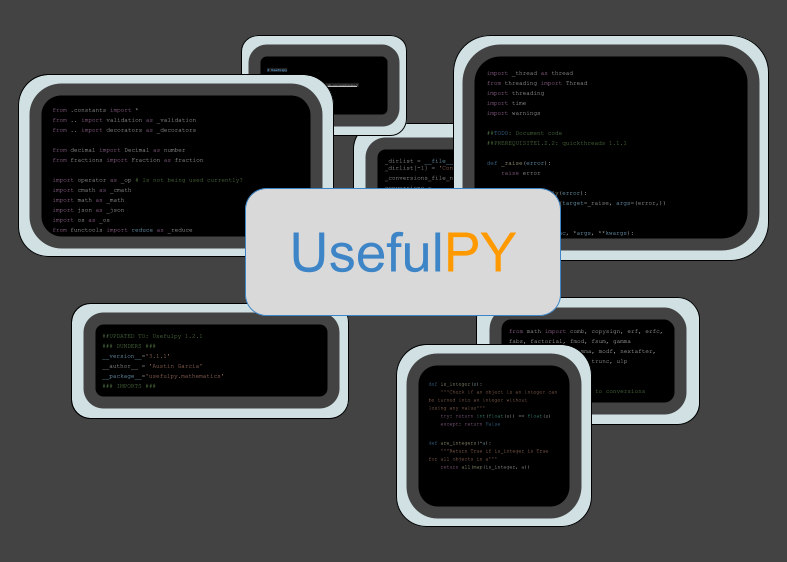 from .constants import *
from .. import validation as _validation
from .. import decorators as _decorators
from decimal import Decimal as number
from fractions import Fraction as fraction
import operator as _op # is not being used currently?
import cmath as _cmath
import math as _math
import json as _json
import os as _os
from functools import reduce as _reduce
_dirlist = __file__
_dirlist[-1] = 'Con
_conversions_file_n
import _thread as thread
from threading import Thread
import threading
import time
import warnings
##TODO: Document code
##PREREQUISITE1.2.2: quickthreads 1.1.1
def _raise(error):
raise error
(error):
(target=_raise, args=(error,))
*args, **kwargs):
UsefulPY
##UPDATED TO: Usefulpy 1.2.1
### DUNDERS ###
__version__='3.1.1'
__author__ = 'Austin Garcia'
__package__='usefulpy.mathematics'
### IMPORTS ###
from math import comb, copysign, erf, erfc,
fabs, factorial, fmod, fsum, gamma
modf, nextafter,
trunc, ulp
to conversions
def is_integer(s):
"""Check if an object is an integer can
be turned into an integer without
losing any value"""
try: return int(float(s)) == float(s)
except: return False
def are_integers(*s):
"""Return True if is_integer is True
for all objects in s"""
return all(map(is_integer, s))